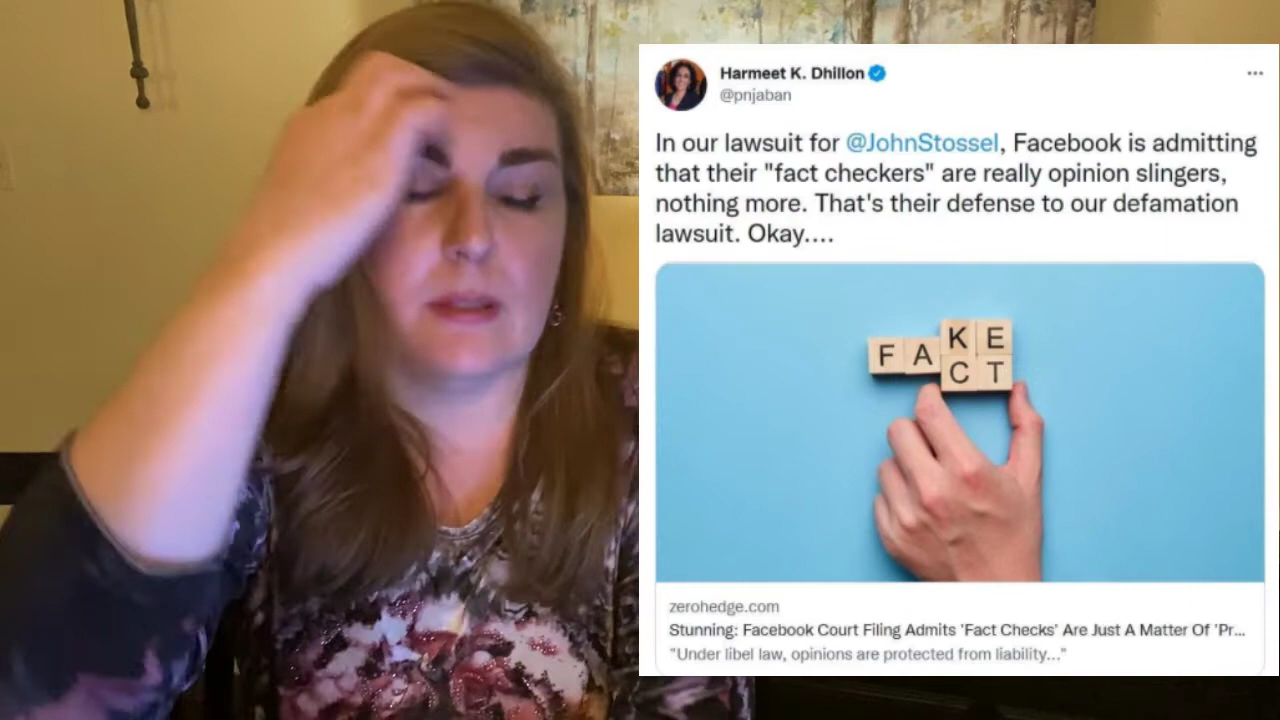 Harmeet K. Dhillon
@pnjaban
In our lawsuit for @JohnStossel, Facebook is admitting
that their "fact checkers" are really opinion slingers,
nothing more. That's their defense to our defamation
lawsuit. Okay....
FAKE
CT
zerohedge.com
Stunning: Facebook Court Filing Admits 'Fact Checks' Are Just A Matter Of 'Pr...
"Under libel law, opinions are protected from liability..."